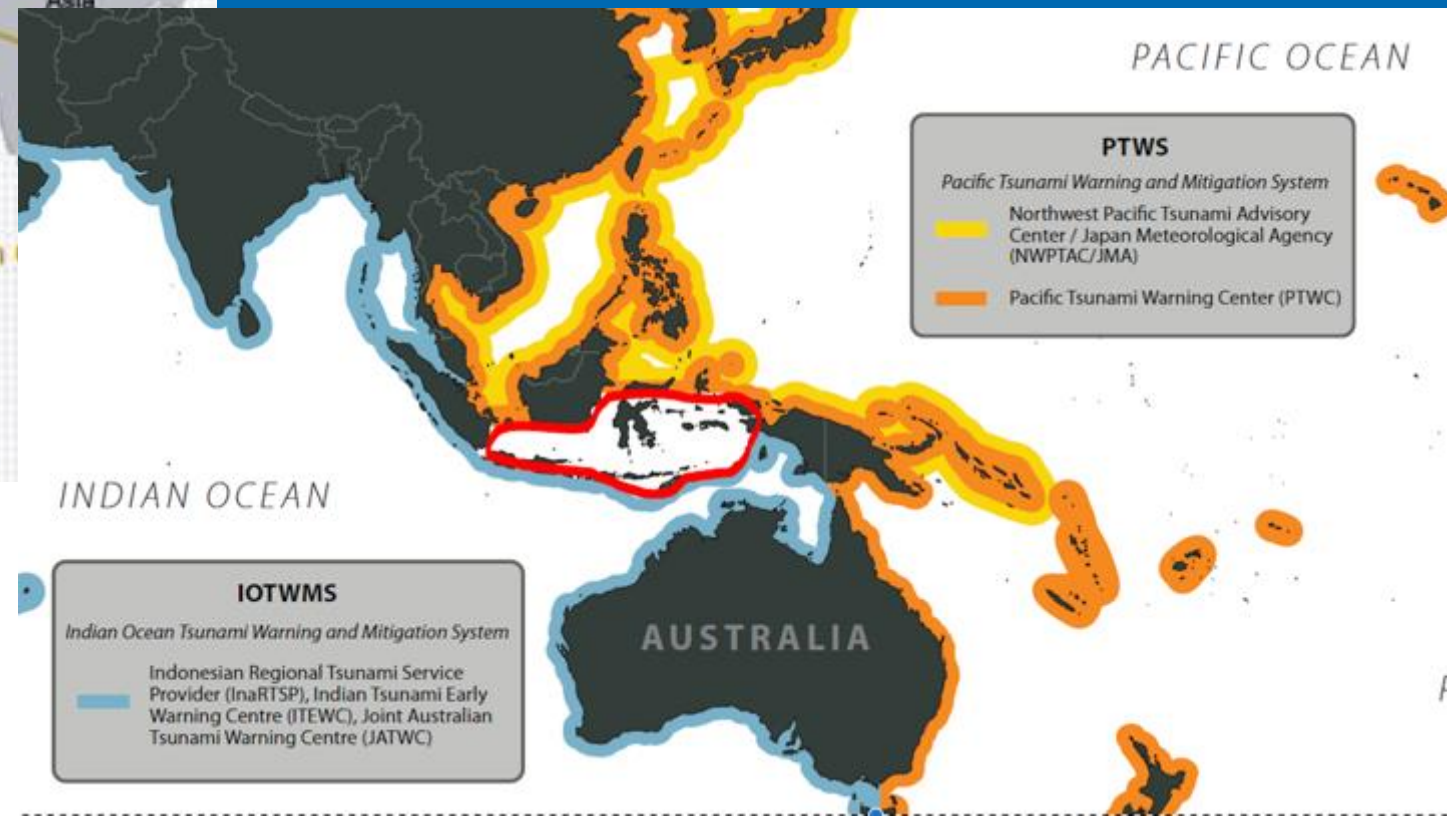 Asia
PACIFIC OCEAN
PTWS
Pacific Tsunami Warning and Mitigation System
Northwest Pacific Tsunami Advisory
Center / Japan Meteorological Agency
(NWPTAC/JMA)
Pacific Tsunami Warning Center (PTWC)
INDIAN OCEAN
IOTWMS
Indian Ocean Tsunami Warning and Mitigation System
Indonesian Regional Tsunami Service
Provider (InaRTSP), Indian Tsunami Early
Warning Centre (ITEWC), Joint Australian
Tsunami Warning Centre (JATWC)
AUSTRALIA